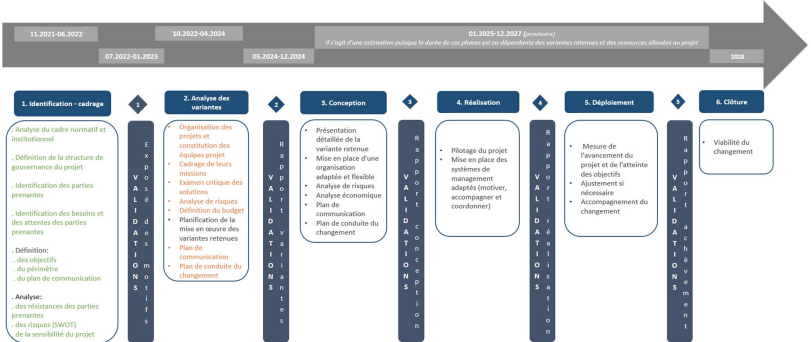 11.2021-06.2022
10.2022-04.2024
01.2025-12.2027 (provisoire)
Il s'agit d'une estimation puisque la durée de ces phases est co-dépendante des variantes retenues et des ressources allouées au projet
07.2022-01.2023
05.2024-12.2024
2028
1. Identification - cadrage
. Analyse du cadre normatif et
institutionnel
. Définition de la structure de
gouvernance du projet
. Identification des parties
prenantes
. Identification des besoins et
des attentes des parties
prenantes
. Définition:
. des objectifs
. du périmètre
. du plan de communication
. Analyse:
. des résistances des parties
prenantes
. des risques (SWOT)
de la sensibilité du projet
1
VALIDATIONS
Exposé des motifs
2. Analyse des
variantes
• Organisation des
projets et
constitution des
équipes projet
• Cadrage de leurs
missions
• Examen critique des
solutions
• Analyse de risques
• Définition du budget
• Planification de la
mise en œuvre des
variantes retenues
• Plan de
communication
• Plan de conduite du
changement
2
VALIDATIONS
Rapport variantes
3. Conception
• Présentation
détaillée de la
variante retenue
• Mise en place d'une
organisation
adaptée et flexible
• Analyse de risques
• Analyse économique
• Plan de
communication
• Plan de conduite du
changement
3
VALIDATIONS
Rapport conception
4. Réalisation
• Pilotage du projet
• Mise en place des
systèmes de
management
adaptés (motiver,
accompagner et
coordonner)
4
VALIDATIONS
Rapport réalisation
5. Déploiement
• Mesure de
l'avancement du
projet et de l'atteinte
des objectifs
• Ajustement si
nécessaire
• Accompagnement du
changement
5
VALIDATIONS
Rapport achèvement
6. Clôture
• Viabilité du
changement